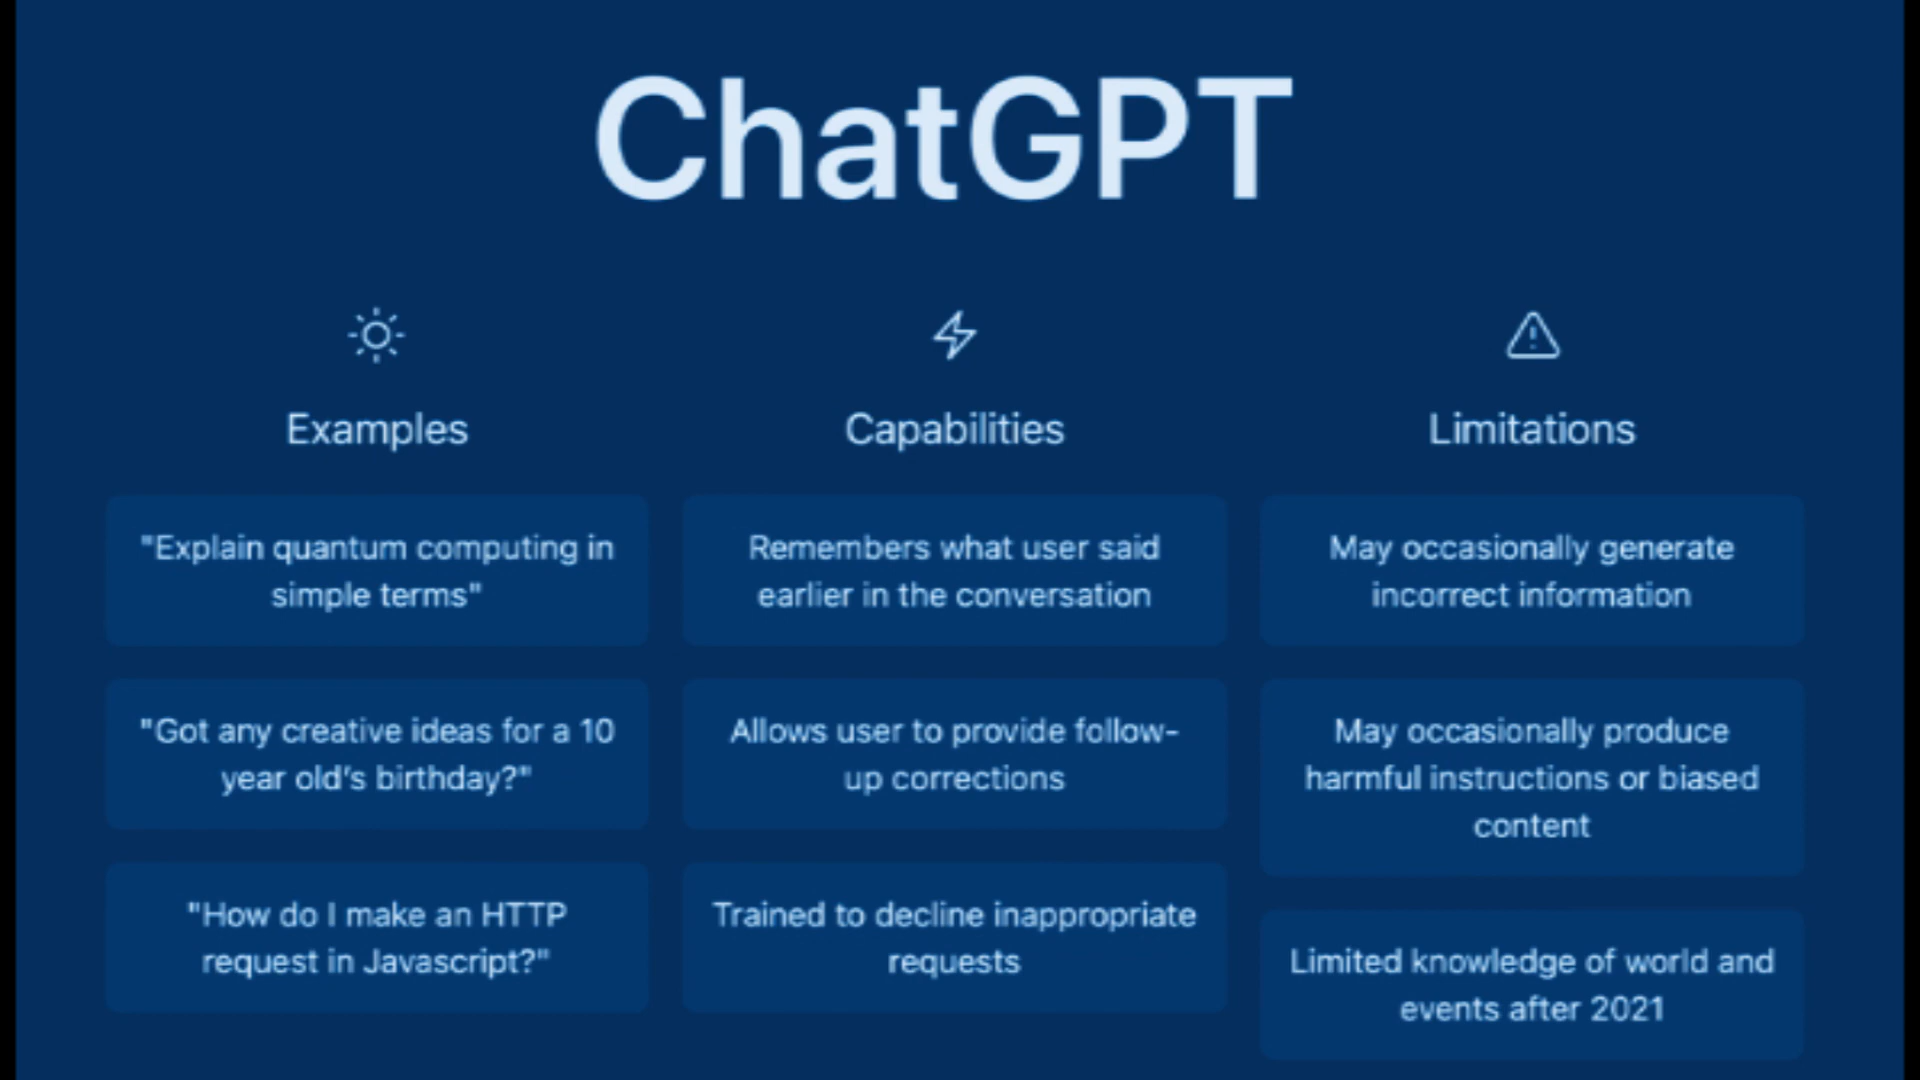 ChatGPT
Examples
"Explain quantum computing in
simple terms"
"Got any creative ideas for a 10
year old's birthday?"
"How do I make an HTTP
request in Javascript?"
Capabilities
Remembers what user said
earlier in the conversation
Allows user to provide follow-
up corrections
Trained to decline inappropriate
requests
Limitations
May occasionally generate
incorrect information
May occasionally produce
harmful instructions or biased
content
Limited knowledge of world and
events after 2021